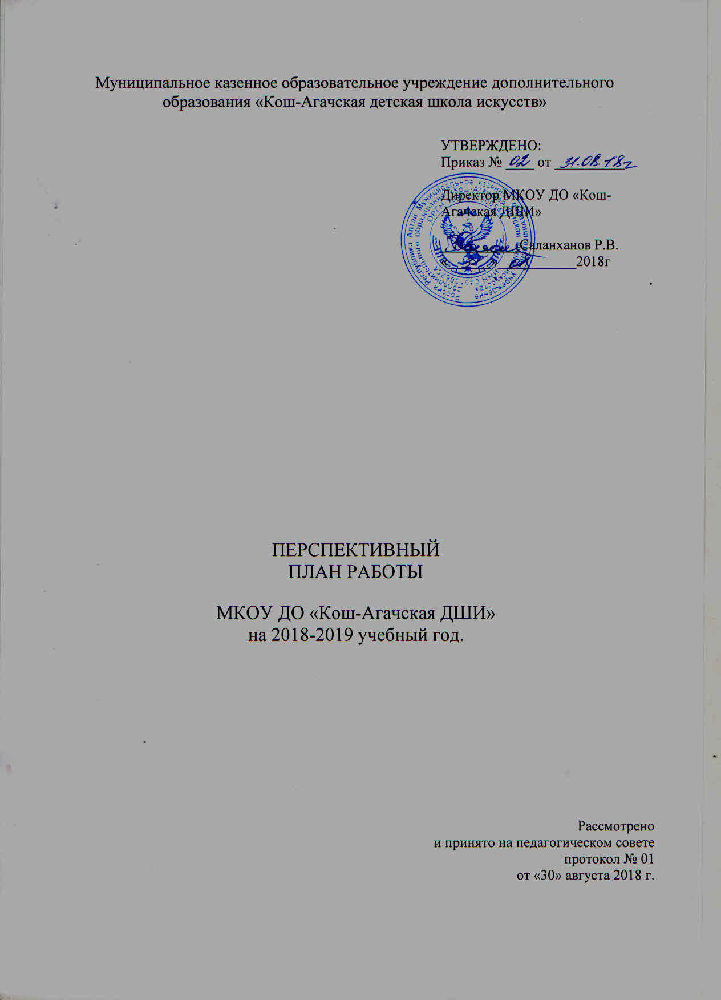 Муниципальное казенное образовательное учреждение дополнительного
образования «Кош-Агачская детская школа искусств»
УТВЕРЖДЕНО:
Приказ № 02 от 31.08.18г
Директор МКОУ ДО «Кош-
Агачская ДШИ»
Саланханов Р.В.
08 2018г
ПЕРСПЕКТИВНЫЙ
ПЛАН РАБОТЫ
МКОУ ДО «Кош-Агачская ДШИ»
на 2018-2019 учебный год.
Рассмотрено
и принято на педагогическом совете
протокол № 01
от «30» августа 2018 г.